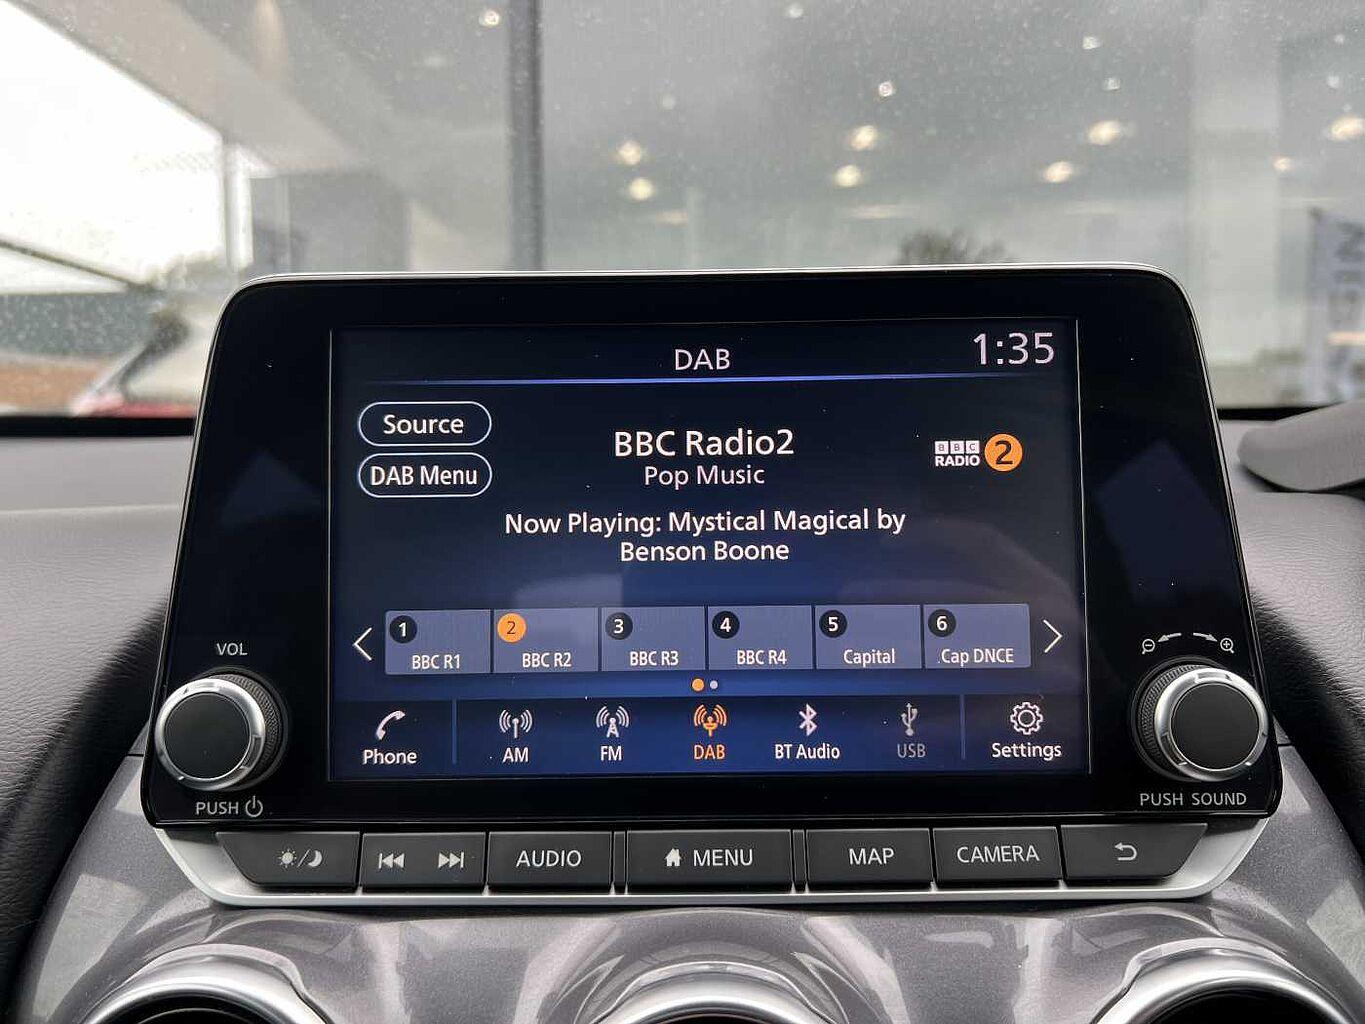 DAB
1:35
Source
DAB Menu
BBC Radio2
Pop Music
BBC
RADIO 2
Now Playing: Mystical Magical by
Benson Boone
1 BBC R1
2 BBC R2
3 BBC R3
4 BBC R4
5 Capital
6 Cap DNCE
Phone
AM
FM
DAB
BT Audio
USB
Settings
VOL
PUSH
PUSH SOUND
AUDIO
MENU
MAP
CAMERA